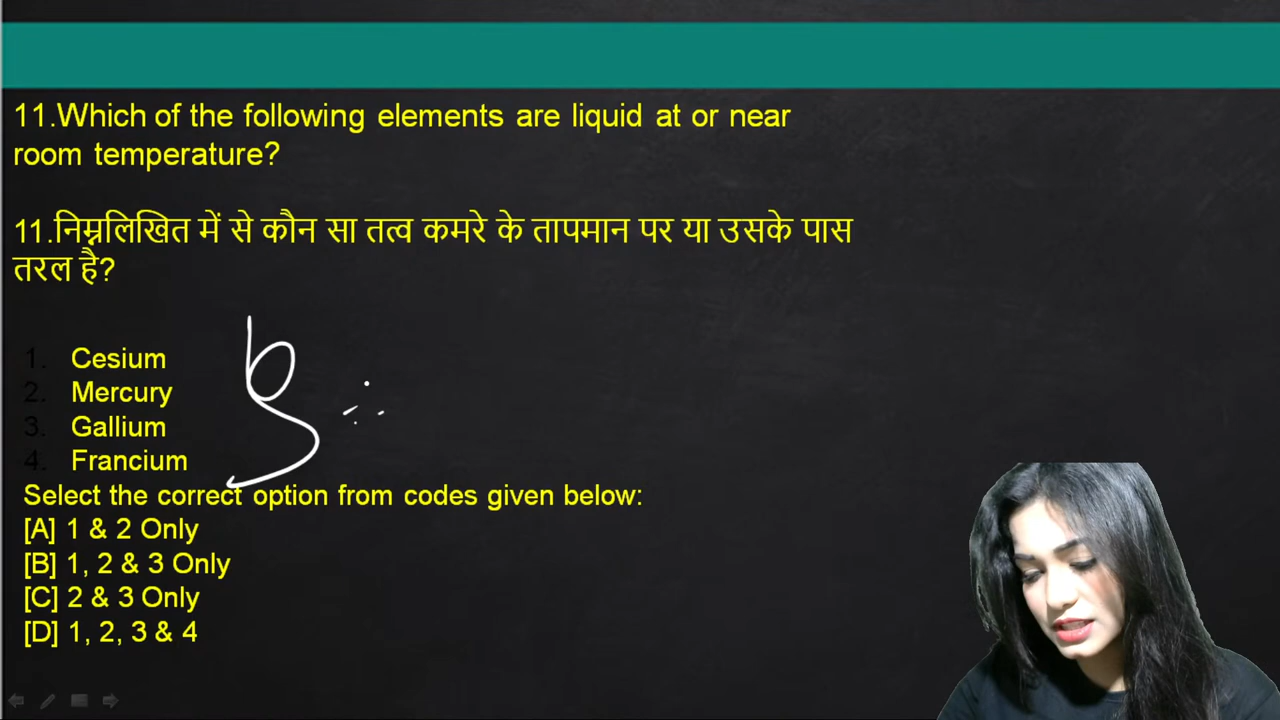 11.Which of the following elements are liquid at or near
room temperature?
11.निम्नलिखित में से कौन सा तत्व कमरे के तापमान पर या उसके पास
तरल है?
1. Cesium
2. Mercury
3. Gallium
4. Francium
Select the correct option from codes given below:
[A] 1 & 2 Only
[B] 1, 2 & 3 Only
[C] 2 & 3 Only
[D] 1, 2, 3 & 4